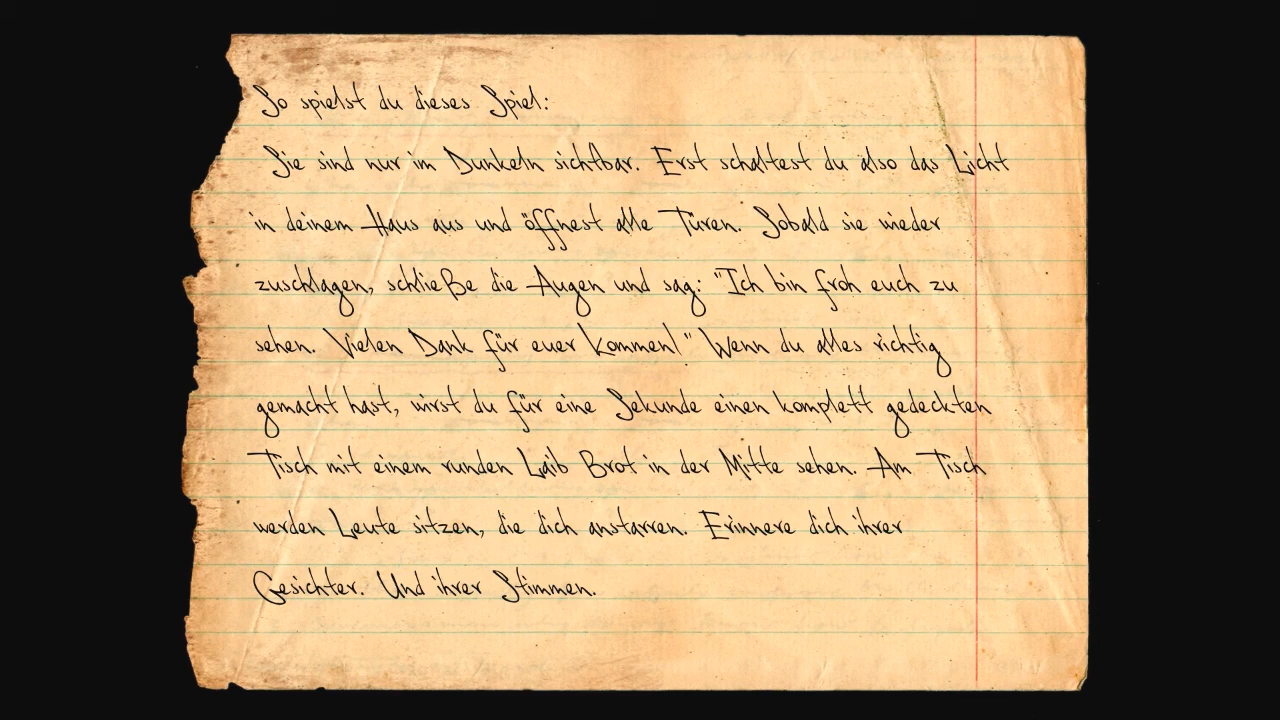 So spielst du dieses Spiel:
Sie sind nur im Dunkeln sichtbar. Erst schaltest du also das Licht
in deinem Haus aus und öffnest alle Türen. Sobald sie wieder
zuschlagen, schließe die Augen und sag: "Ich bin froh euch zu
sehen. Vielen Dank für euer Kommen!" Wenn du alles richtig
gemacht hast, wirst du für eine Sekunde einen komplett gedeckten
Tisch mit einem runden Laib Brot in der Mitte sehen. Am Tisch
werden Leute sitzen, die dich anstarren. Erinnere dich ihrer
Gesichter. Und ihrer Stimmen.